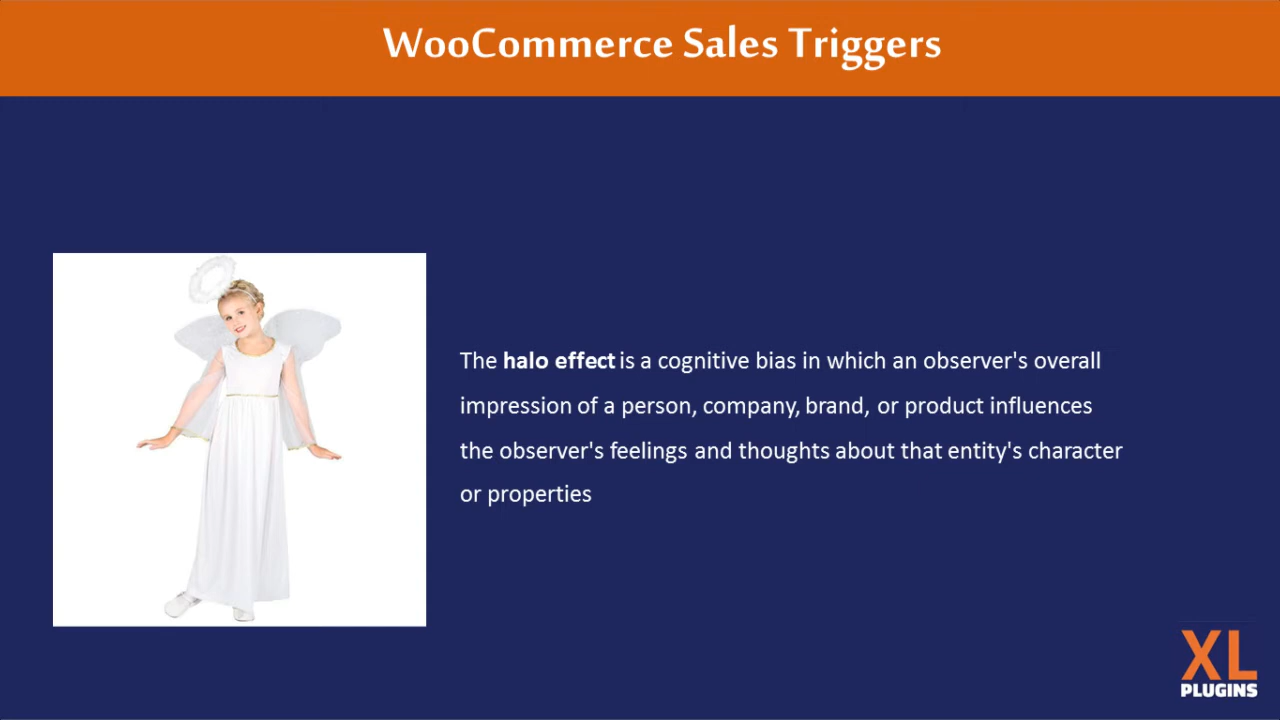 WooCommerce Sales Triggers
The halo effect is a cognitive bias in which an observer's overall
impression of a person, company, brand, or product influences
the observer's feelings and thoughts about that entity's character
or properties
XL
PLUGINS